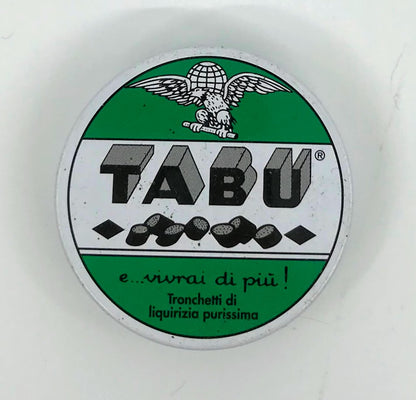 TABU®
e...vivrai di più!
Tronchetti di
liquirizia purissima